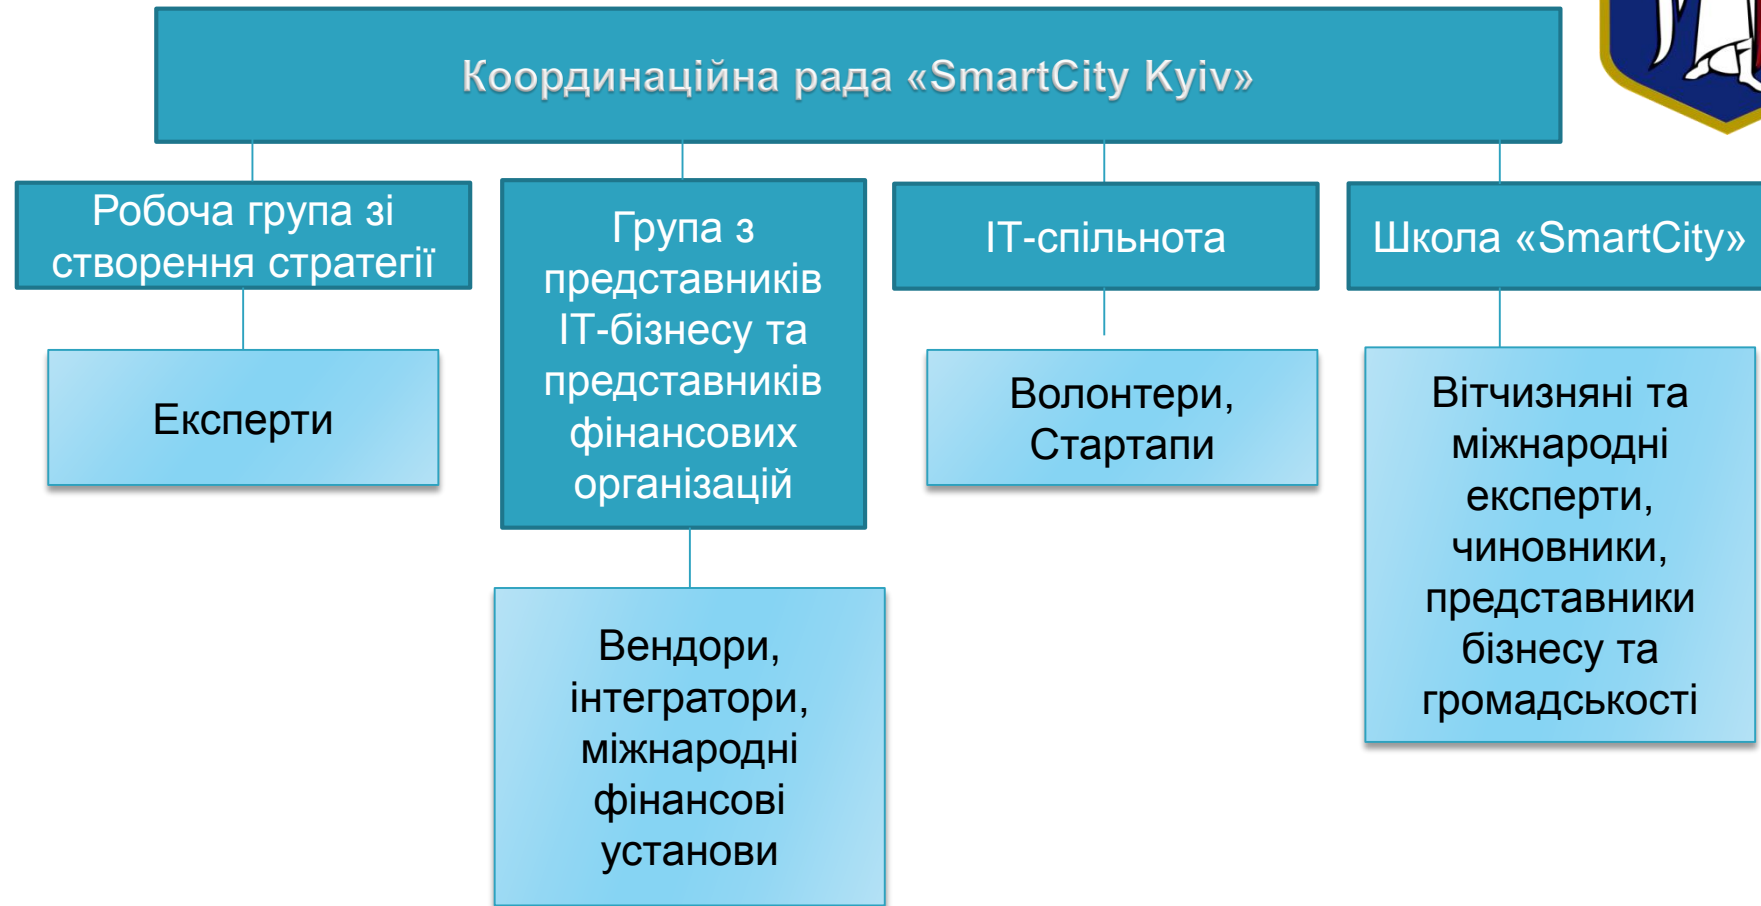 Координаційна рада «SmartCity Kyiv»
Робоча група зі
створення стратегії
Експерти
Група з
представників
ІТ-бізнесу та
представників
фінансових
організацій
Вендори,
інтегратори,
міжнародні
фінансові
установи
ІТ-спільнота
Волонтери,
Стартапи
Школа «SmartCity»
Вітчизняні та
міжнародні
експерти,
чиновники,
представники
бізнесу та
громадськості